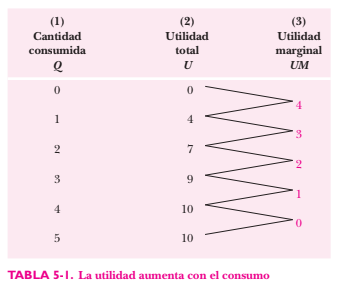 (1) (2) (3)
Cantidad Utilidad Utilidad
consumida total marginal
Q U UM
0 0
4
1 4
3
2 7
2
3 9
1
4 10
0
5 10
TABLA 5-1. La utilidad aumenta con el consumo